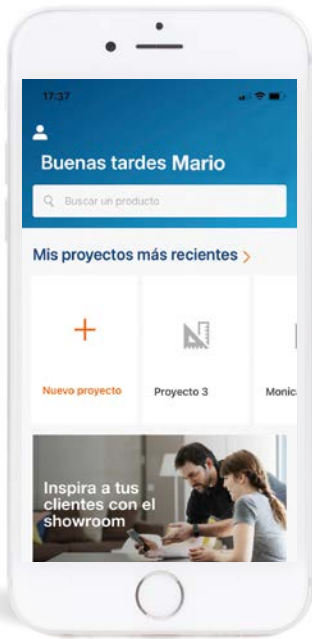 17:37
Buenas tardes Mario
Buscar un producto
Mis proyectos más recientes >
Nuevo proyecto
Proyecto 3
Monic
Inspira a tus
clientes con el
showroom